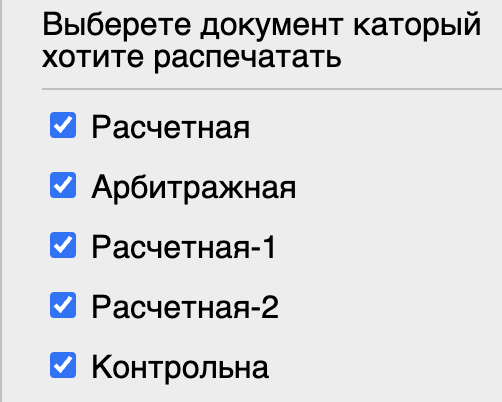 Выберете документ каторый
хотите распечатать
Расчетная
Арбитражная
Расчетная-1
Расчетная-2
Контрольна